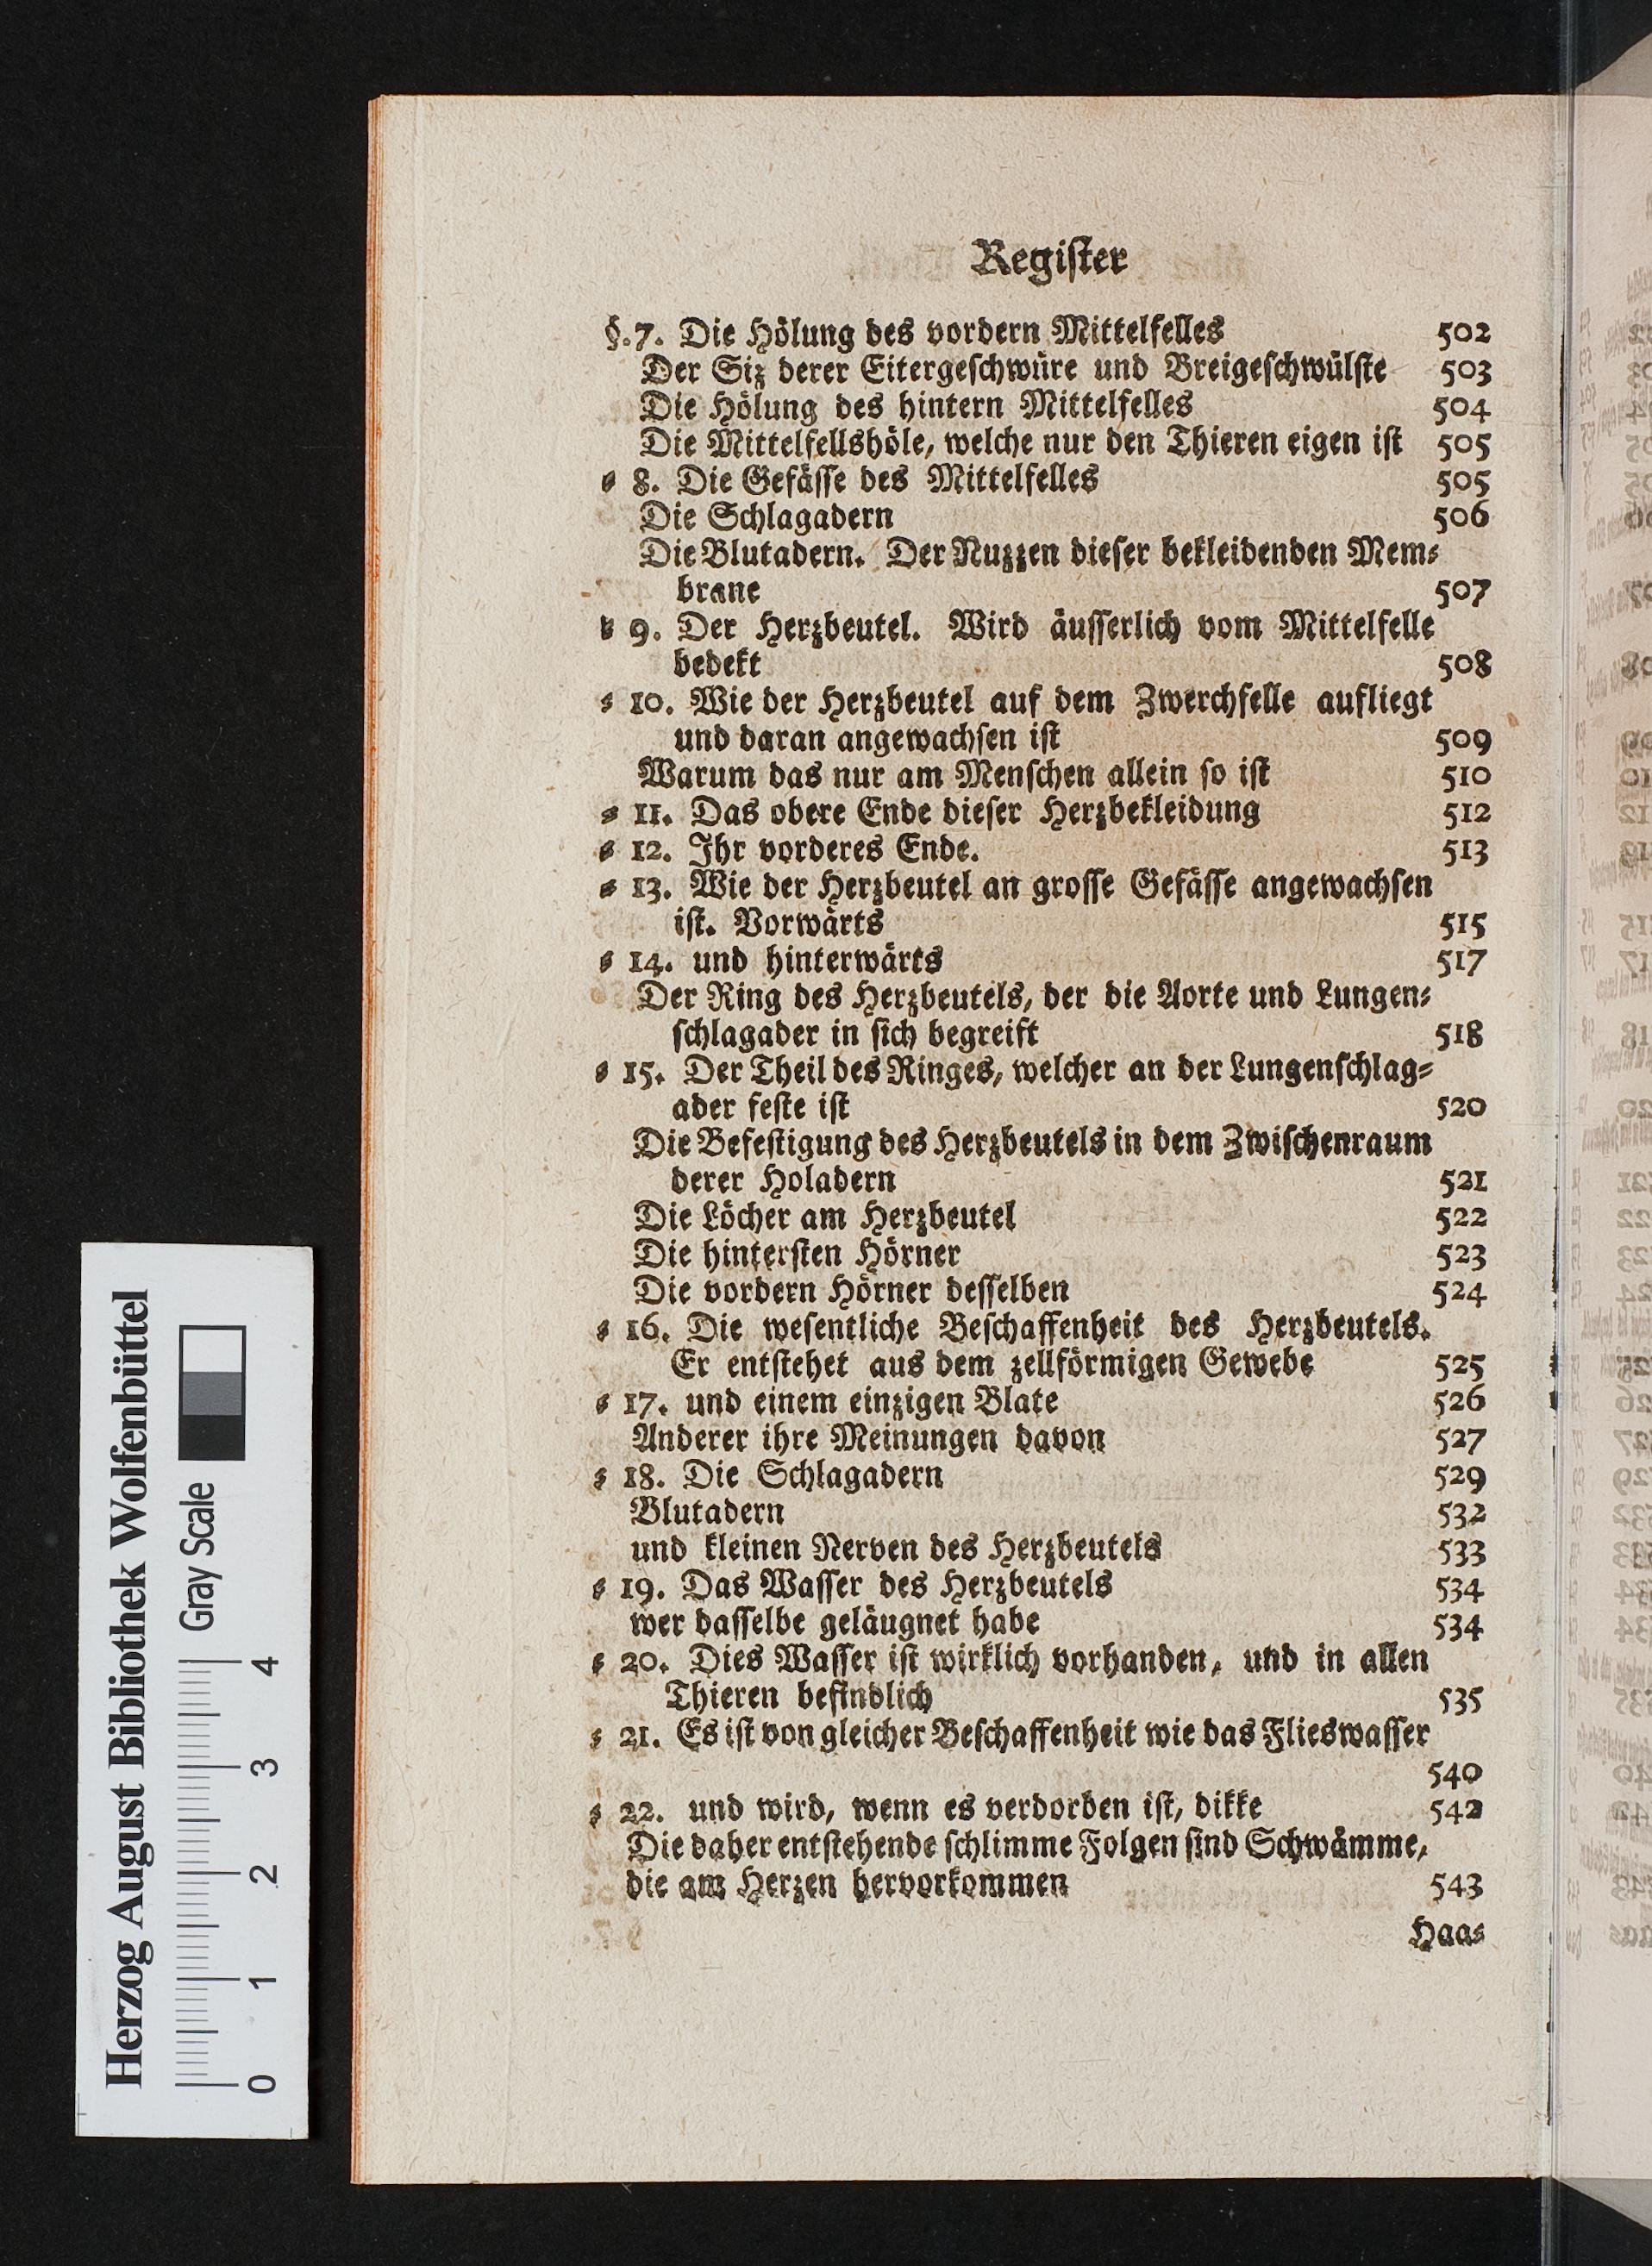 Regiſter
§. 7. Die Hölung des vordern Mittelfelles 502
Der Siz derer Eitergeſchwüre und Breigeſchwülſte 503
Die Hölung des hintern Mittelfelles 504
Die Mittelfellshöle, welche nur den Thieren eigen iſt 505
⸗ 8. Die Gefäſſe des Mittelfelles 505
Die Schlagadern 506
Die Blutadern. Der Nuzzen dieſer bekleidenden Mem⸗
brane 507
⸗ 9. Der Herzbeutel. Wird äuſſerlich vom Mittelfelle
bedekt 508
⸗ 10. Wie der Herzbeutel auf dem Zwerchfelle aufliegt
und daran angewachſen iſt 509
Warum das nur am Menſchen allein ſo iſt 510
⸗ 11. Das obere Ende dieſer Herzbekleidung 512
⸗ 12. Ihr vorderes Ende. 513
⸗ 13. Wie der Herzbeutel an groſſe Gefäſſe angewachſen
iſt. Vorwärts 515
⸗ 14. und hinterwärts 517
Der Ring des Herzbeutels, der die Aorte und Lungen⸗
ſchlagader in ſich begreift 518
⸗ 15. Der Theil des Ringes, welcher an der Lungenſchlag⸗
ader feſte iſt 520
Die Befeſtigung des Herzbeutels in dem Zwiſchenraum
derer Holadern 521
Die Löcher am Herzbeutel 522
Die hinterſten Hörner 523
Die vordern Hörner deſſelben 524
⸗ 16. Die weſentliche Beſchaffenheit des Herzbeutels.
Er entſtehet aus dem zellförmigen Gewebe 525
⸗ 17. und einem einzigen Blate 526
Anderer ihre Meinungen davon 527
⸗ 18. Die Schlagadern 529
Blutadern 532
und kleinen Nerven des Herzbeutels 533
⸗ 19. Das Waſſer des Herzbeutels 534
wer daſſelbe geläugnet habe 534
⸗ 20. Dies Waſſer iſt wirklich vorhanden, und in allen
Thieren befindlich 535
⸗ 21. Es iſt von gleicher Beſchaffenheit wie das Flieswaſſer
540
⸗ 22. und wird, wenn es verdorben iſt, dikke 542
Die daher entſtehende ſchlimme Folgen ſind Schwämme,
die am Herzen hervorkommen 543
Haas⸗
Herzog August Bibliothek Wolfenbüttel
Gray Scale
0 1 2 3 4